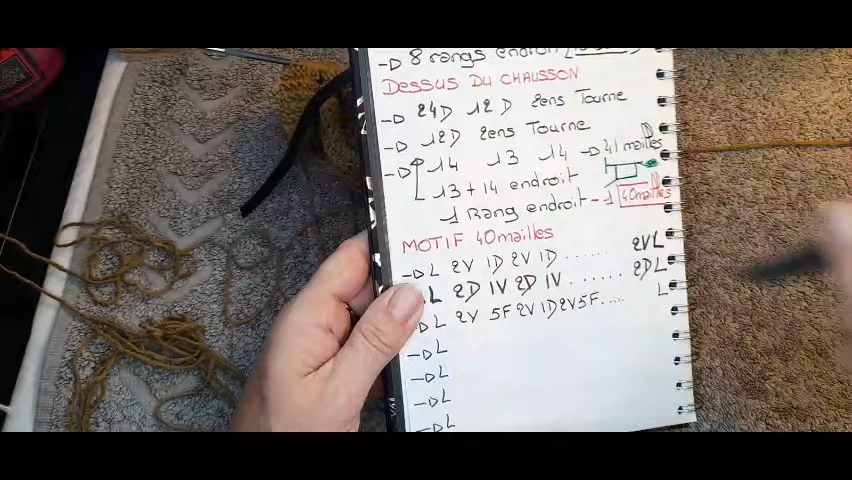 -D 8 rangs endroit
DESSUS DU CHAUSSON
-D 24D 12D 2ens Tourne
-D 12D 2ens Tourne
-D 14 13 14 -D 41 mailles
13 + 14 endroit
1 Rang endroit - 1 40mailles
MOTIF 40mailles
-D L 2V 1D 2V 1D ....... 2VL
L 2D 1V 2D 1V ....... 2DL
-D L 2V 5F 2V 1D 2V 5F..... L
-D L
-D L
-D L
-D L